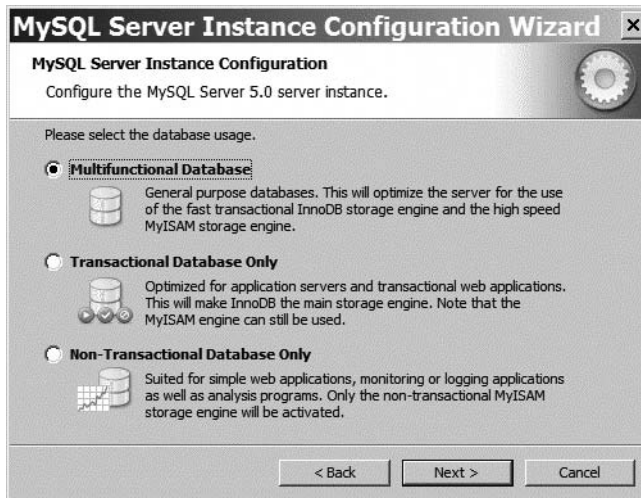 MySQL Server Instance Configuration Wizard
MySQL Server Instance Configuration
Configure the MySQL Server 5.0 server instance.
Please select the database usage.
Multifunctional Database
General purpose databases. This will optimize the server for the use
of the fast transactional InnoDB storage engine and the high speed
MyISAM storage engine.
Transactional Database Only
Optimized for application servers and transactional web applications.
This will make InnoDB the main storage engine. Note that the
MyISAM engine can still be used.
Non-Transactional Database Only
Suited for simple web applications, monitoring or logging applications
as well as analysis programs. Only the non-transactional MyISAM
storage engine will be activated.
< Back Next > Cancel